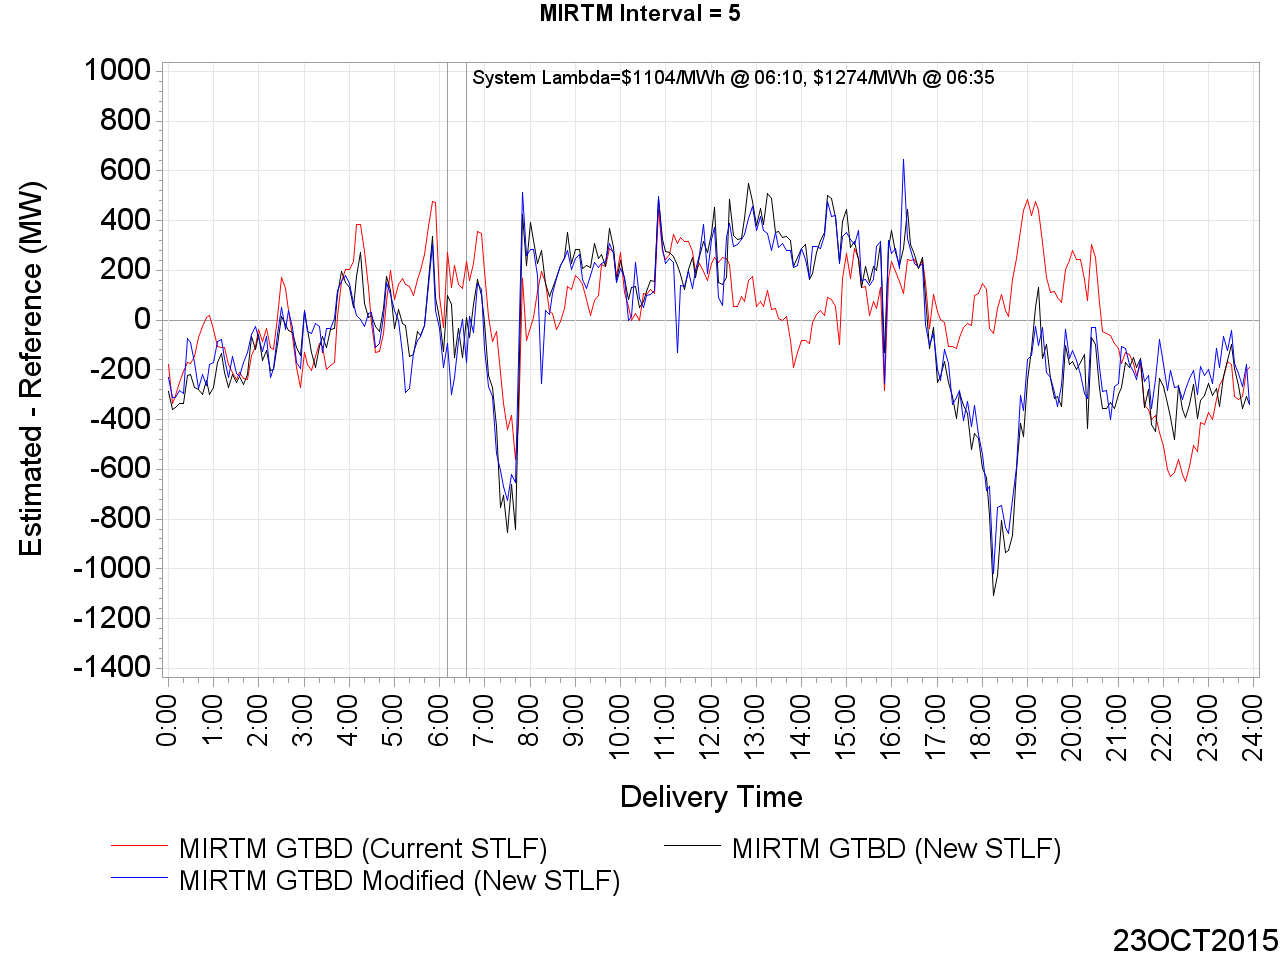 MIRTM Interval = 5
System Lambda=$1104/MWh @ 06:10, $1274/MWh @ 06:35
1000
800
600
400
200
0
-200
-400
-600
-800
-1000
-1200
-1400
Estimated - Reference (MW)
0:00 1:00 2:00 3:00 4:00 5:00 6:00 7:00 8:00 9:00 10:00 11:00 12:00 13:00 14:00 15:00 16:00 17:00 18:00 19:00 20:00 21:00 22:00 23:00 24:00
Delivery Time
MIRTM GTBD (Current STLF) MIRTM GTBD (New STLF)
MIRTM GTBD Modified (New STLF)
23OCT2015